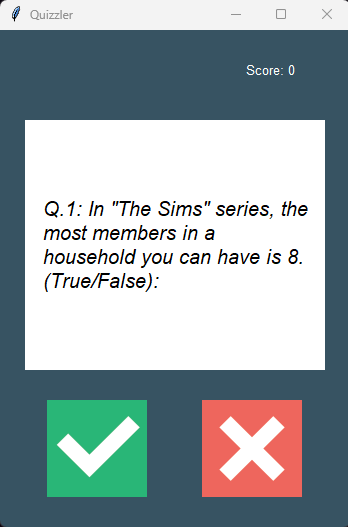 Quizzler
Score: 0
Q.1: In "The Sims" series, the
most members in a
household you can have is 8.
(True/False):